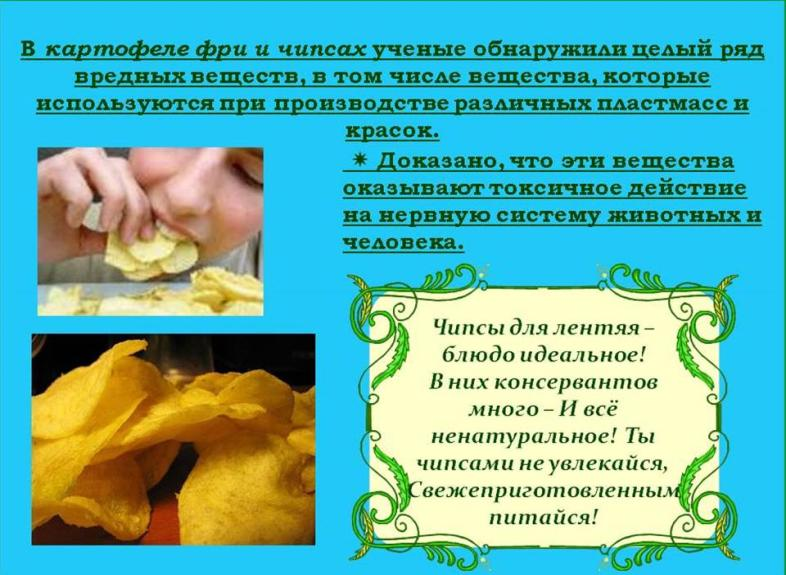 В картофеле фри и чипсах ученые обнаружили целый ряд
вредных веществ, в том числе вещества, которые
используются при производстве различных пластмасс и
красок.
✷ Доказано, что эти вещества
оказывают токсичное действие
на нервную систему животных и
человека.
Чипсы для лентяя –
блюдо идеальное!
В них консервантов
много – И всё
ненатуральное! Ты
чипсами не увлекайся,
Свежеприготовленным
питайся!